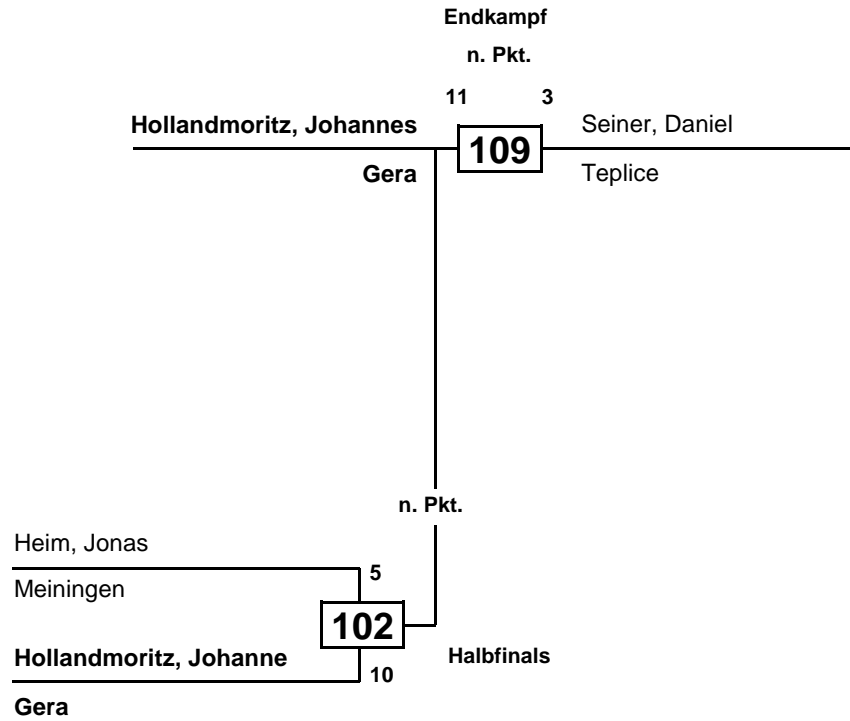 Endkampf
n. Pkt.
11 3
Hollandmoritz, Johannes
109
Seiner, Daniel
Gera
Teplice
n. Pkt.
Heim, Jonas
5
Meiningen
102
Hollandmoritz, Johanne
Halbfinals
10
Gera